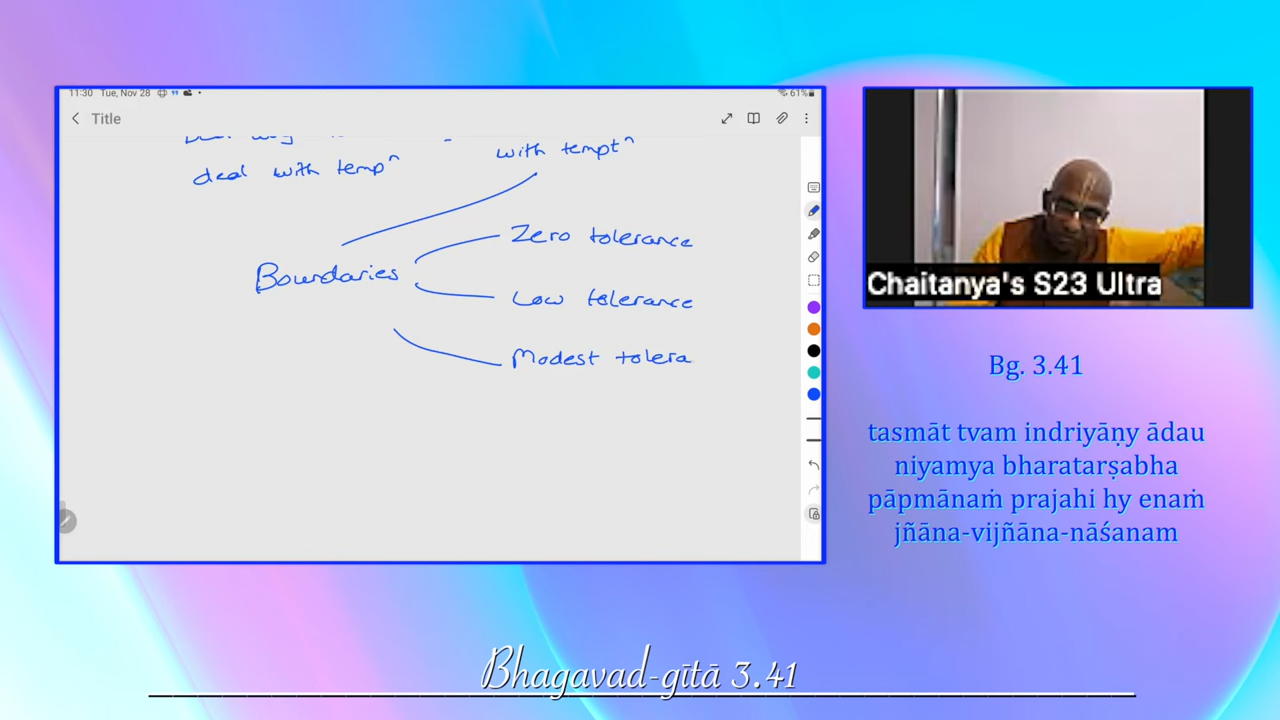 11:30 Tue, Nov 28
61%
Title
deal with tempⁿ
with temptⁿ
Zero tolerance
Boundaries
Low tolerance
Modest tolera
Chaitanya's S23 Ultra
Bg. 3.41
tasmāt tvam indriyāṇy ādau
niyamya bharatarṣabha
pāpmānaṁ prajahi hy enaṁ
jñāna-vijñāna-nāśanam
Bhagavad-gītā 3.41